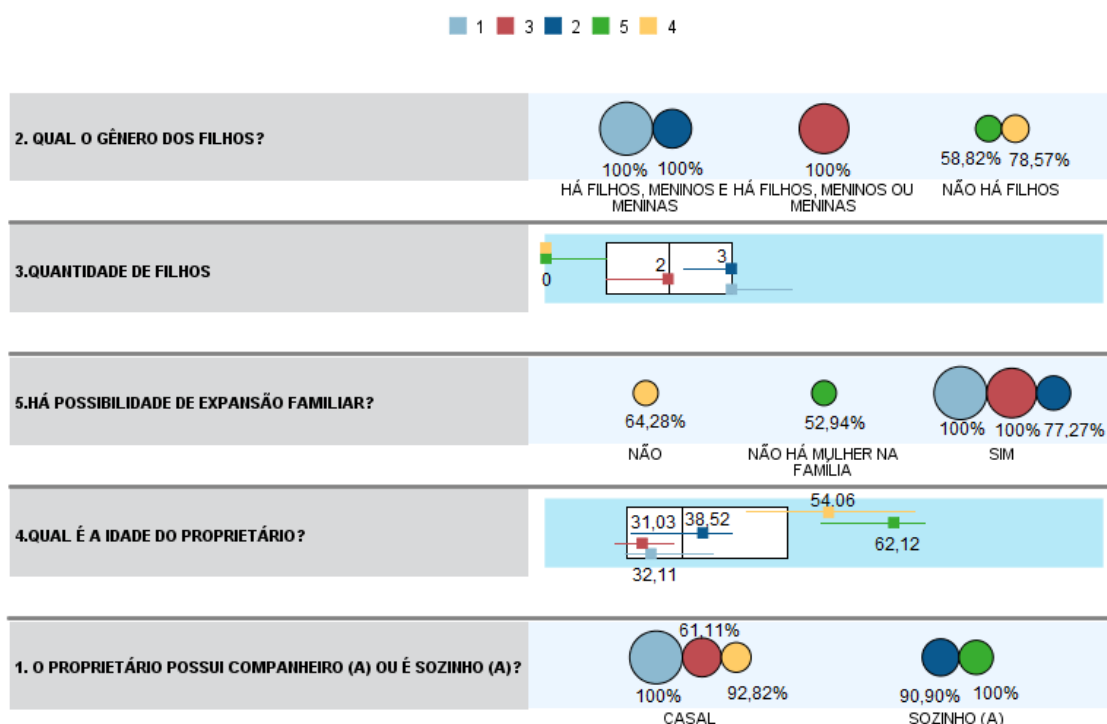 1 3 2 5 4
2. QUAL O GÊNERO DOS FILHOS?
100% 100% 100% 58,82% 78,57%
HÁ FILHOS, MENINOS E MENINAS
HÁ FILHOS, MENINOS OU MENINAS
NÃO HÁ FILHOS
3.QUANTIDADE DE FILHOS
0 2 3
5.HÁ POSSIBILIDADE DE EXPANSÃO FAMILIAR?
64,28% 52,94% 100% 100% 77,27%
NÃO
NÃO HÁ MULHER NA FAMÍLIA
SIM
4.QUAL É A IDADE DO PROPRIETÁRIO?
54,06
31,03 38,52
62,12
32,11
1. O PROPRIETÁRIO POSSUI COMPANHEIRO (A) OU É SOZINHO (A)?
61,11%
100% 92,82% 90,90% 100%
CASAL
SOZINHO (A)